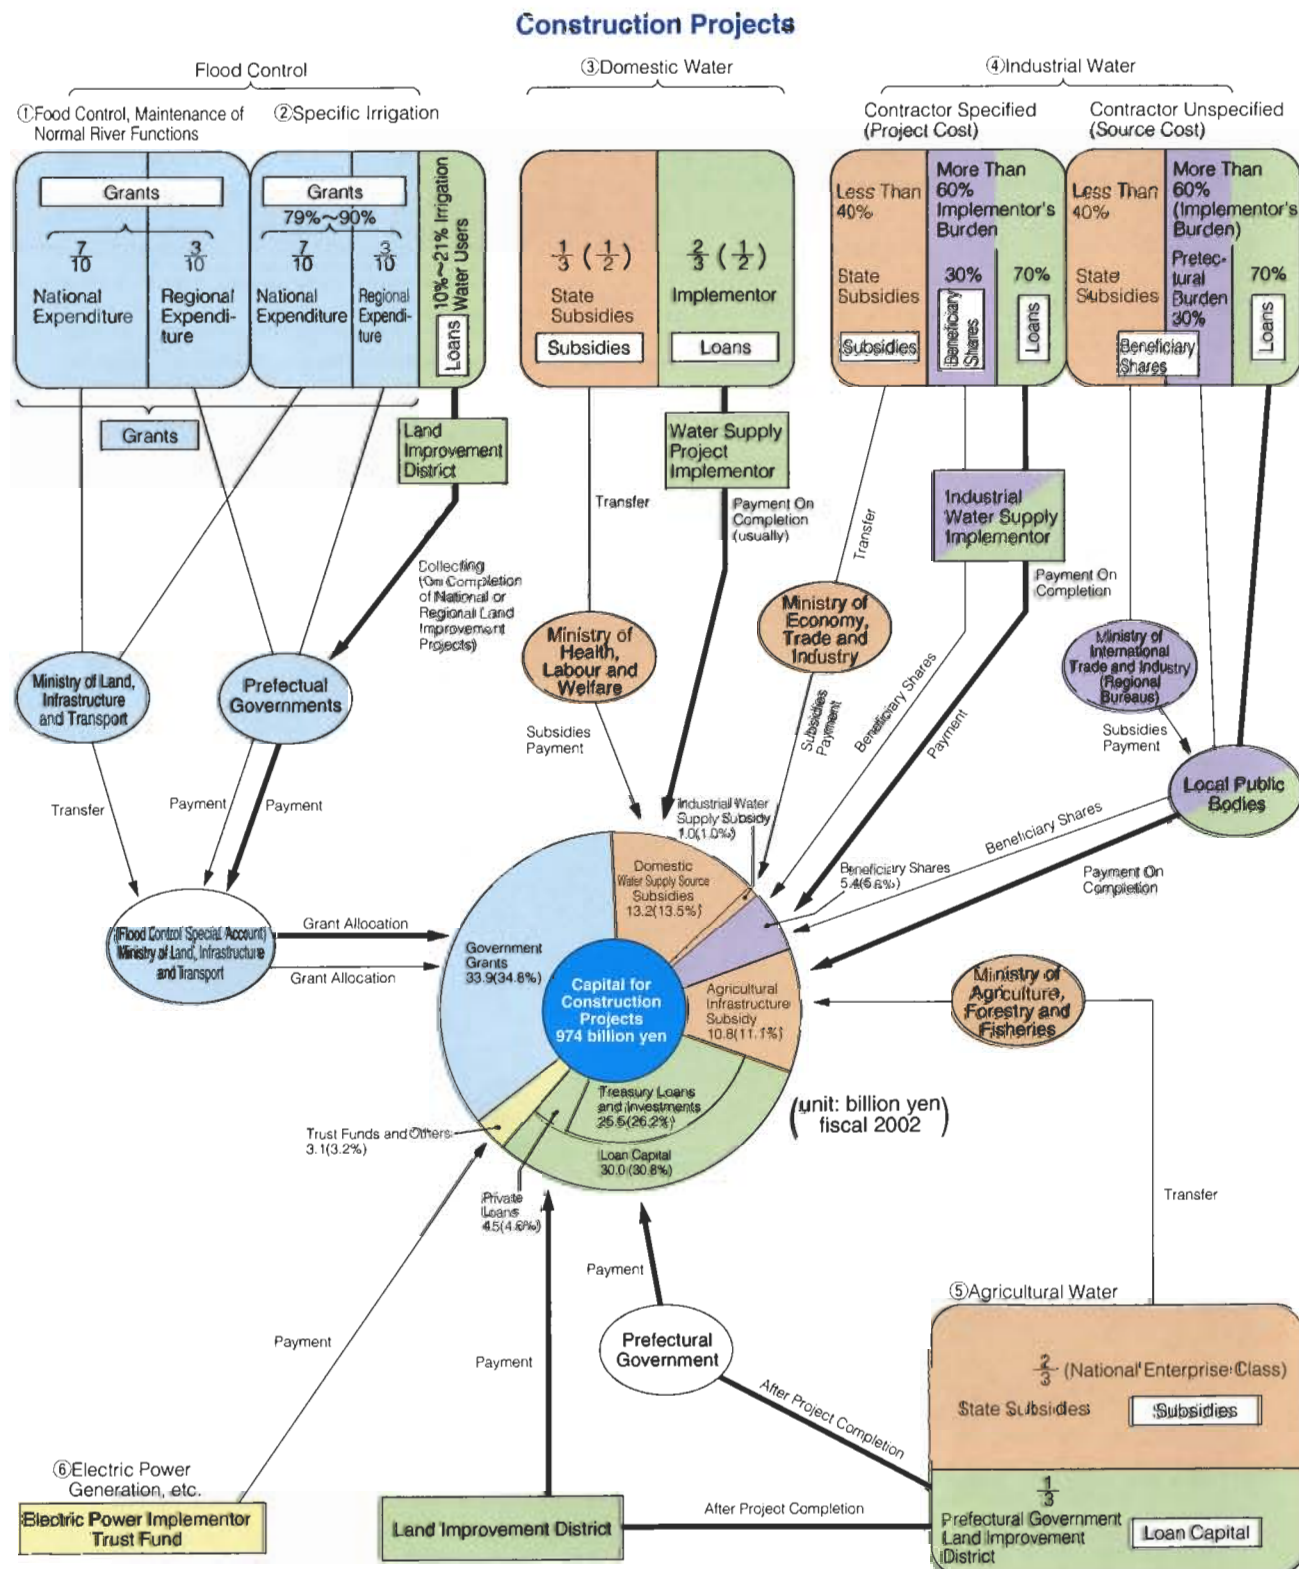 Construction Projects
Flood Control
③Domestic Water
④Industrial Water
①Food Control, Maintenance of
Normal River Functions
②Specific Irrigation
Contractor Specified
(Project Cost)
Contractor Unspecified
(Source Cost)
Grants
7/10
3/10
National
Expenditure
Regional
Expendi-
ture
Grants
79%~90%
7/10
3/10
National
Expenditure
Regional
Expendi-
ture
10%~21% Irrigation
Water Users
Loans
1/3 (1/2)
State
Subsidies
Subsidies
2/3 (1/2)
Implementor
Loans
Less Than
40%
State
Subsidies
Subsidies
More Than
60%
Implementor's
Burden
30%
Beneficiary
Shares
70%
Loans
Less Than
40%
State
Subsidies
More Than
60%
(Implementor's
Burden)
Pretec-
tural
Burden
30%
Beneficiary
Shares
70%
Loans
Grants
Land
Improvement
District
Water Supply
Project
Implementor
Industrial
Water Supply
Implementor
Transfer
Payment On
Completion
(usually)
Transfer
Payment On
Completion
Collecting
(On Completion
of National or
Regional Land
Improvement
Projects)
Ministry of Land,
Infrastructure
and Transport
Prefectual
Governments
Ministry of
Health,
Labour and
Welfare
Ministry of
Economy,
Trade and
Industry
Ministry of
International
Trade and Industry
(Regional
Bureaus)
Subsidies
Payment
Subsidies
Payment
Beneficiary Shares
Payment
Subsidies
Payment
Local Public
Bodies
Transfer
Payment
Payment
Industrial Water
Supply Subsidy
1.0(1.0%)
Beneficiary Shares
Payment On
Completion
Domestic
Water Supply Source
Subsidies
13.2(13.5%)
Beneficiary Shares
5.4(5.6%)
(Flood Control Special Account)
Ministry of Land, Infrastructure
and Transport
Grant Allocation
Grant Allocation
Government
Grants
33.9(34.8%)
Capital for
Construction
Projects
974 billion yen
Agricultural
Infrastructure
Subsidy
10.8(11.1%)
Ministry of
Agriculture,
Forestry and
Fisheries
Treasury Loans
and Investments
25.5(26.2%)
(unit: billion yen
fiscal 2002)
Trust Funds and Others
3.1(3.2%)
Loan Capital
30.0(30.8%)
Private
Loans
4.5(4.6%)
Transfer
Payment
Payment
Payment
Prefectural
Government
After Project Completion
⑤Agricultural Water
2/3 (National Enterprise Class)
State Subsidies
Subsidies
1/3
Prefectural Government
Land Improvement
District
Loan Capital
⑥Electric Power
Generation, etc.
Electric Power Implementor
Trust Fund
Land Improvement District
After Project Completion